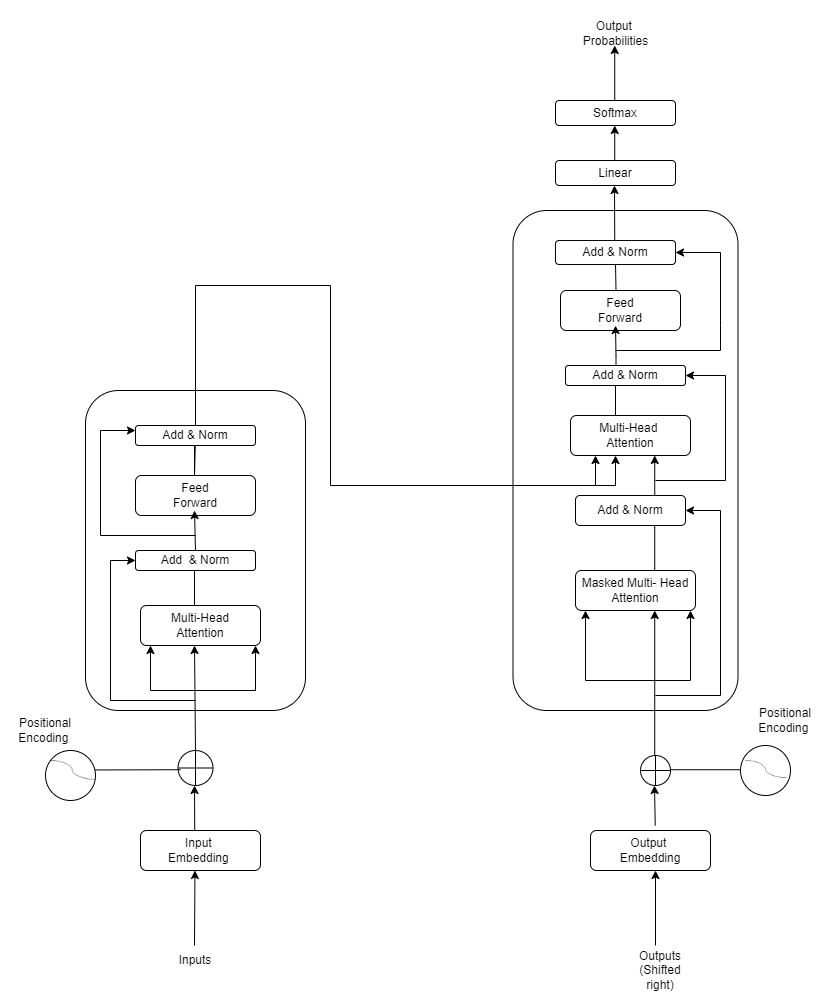 Output
Probabilities
Softmax
Linear
Add & Norm
Feed
Forward
Add & Norm
Multi-Head
Attention
Add & Norm
Masked Multi- Head
Attention
Add & Norm
Feed
Forward
Add & Norm
Multi-Head
Attention
Positional
Encoding
Positional
Encoding
Input
Embedding
Output
Embedding
Inputs
Outputs
(Shifted
right)